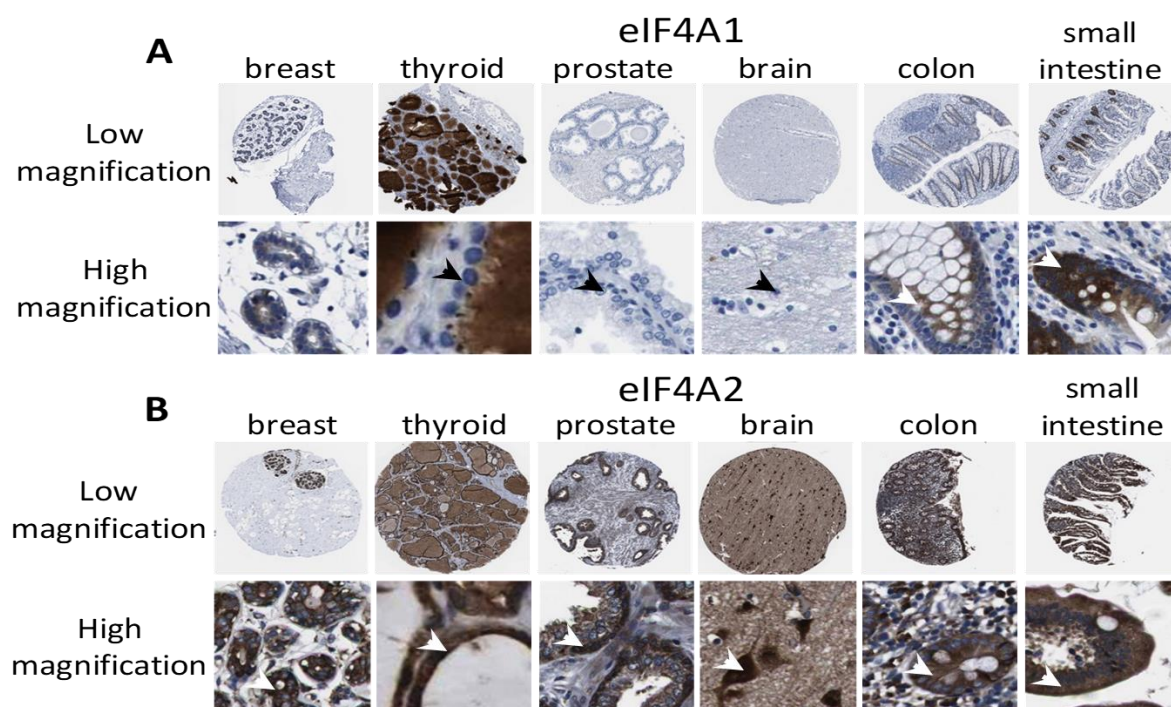 A
eIF4A1
breast thyroid prostate brain colon small
intestine
Low
magnification
High
magnification
B
eIF4A2
breast thyroid prostate brain colon small
intestine
Low
magnification
High
magnification